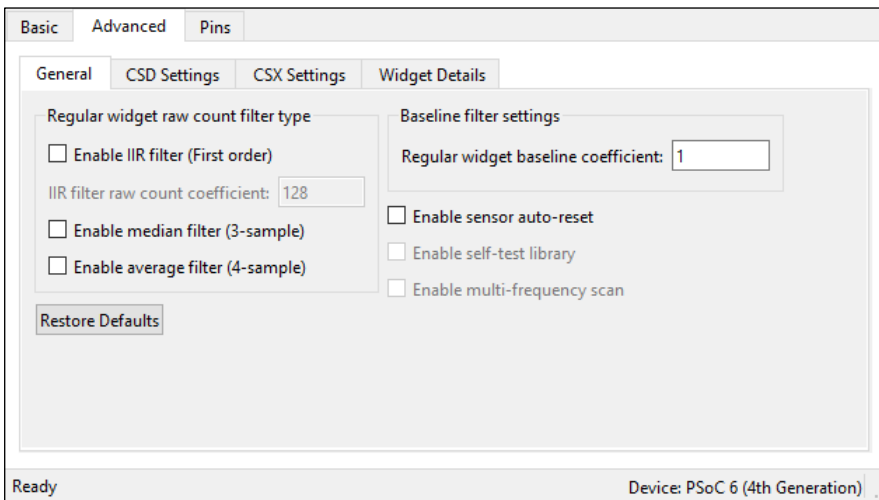 Basic Advanced Pins
General CSD Settings CSX Settings Widget Details
Regular widget raw count filter type
Enable IIR filter (First order)
IIR filter raw count coefficient: 128
Enable median filter (3-sample)
Enable average filter (4-sample)
Restore Defaults
Baseline filter settings
Regular widget baseline coefficient: 1
Enable sensor auto-reset
Enable self-test library
Enable multi-frequency scan
Ready Device: PSoC 6 (4th Generation)